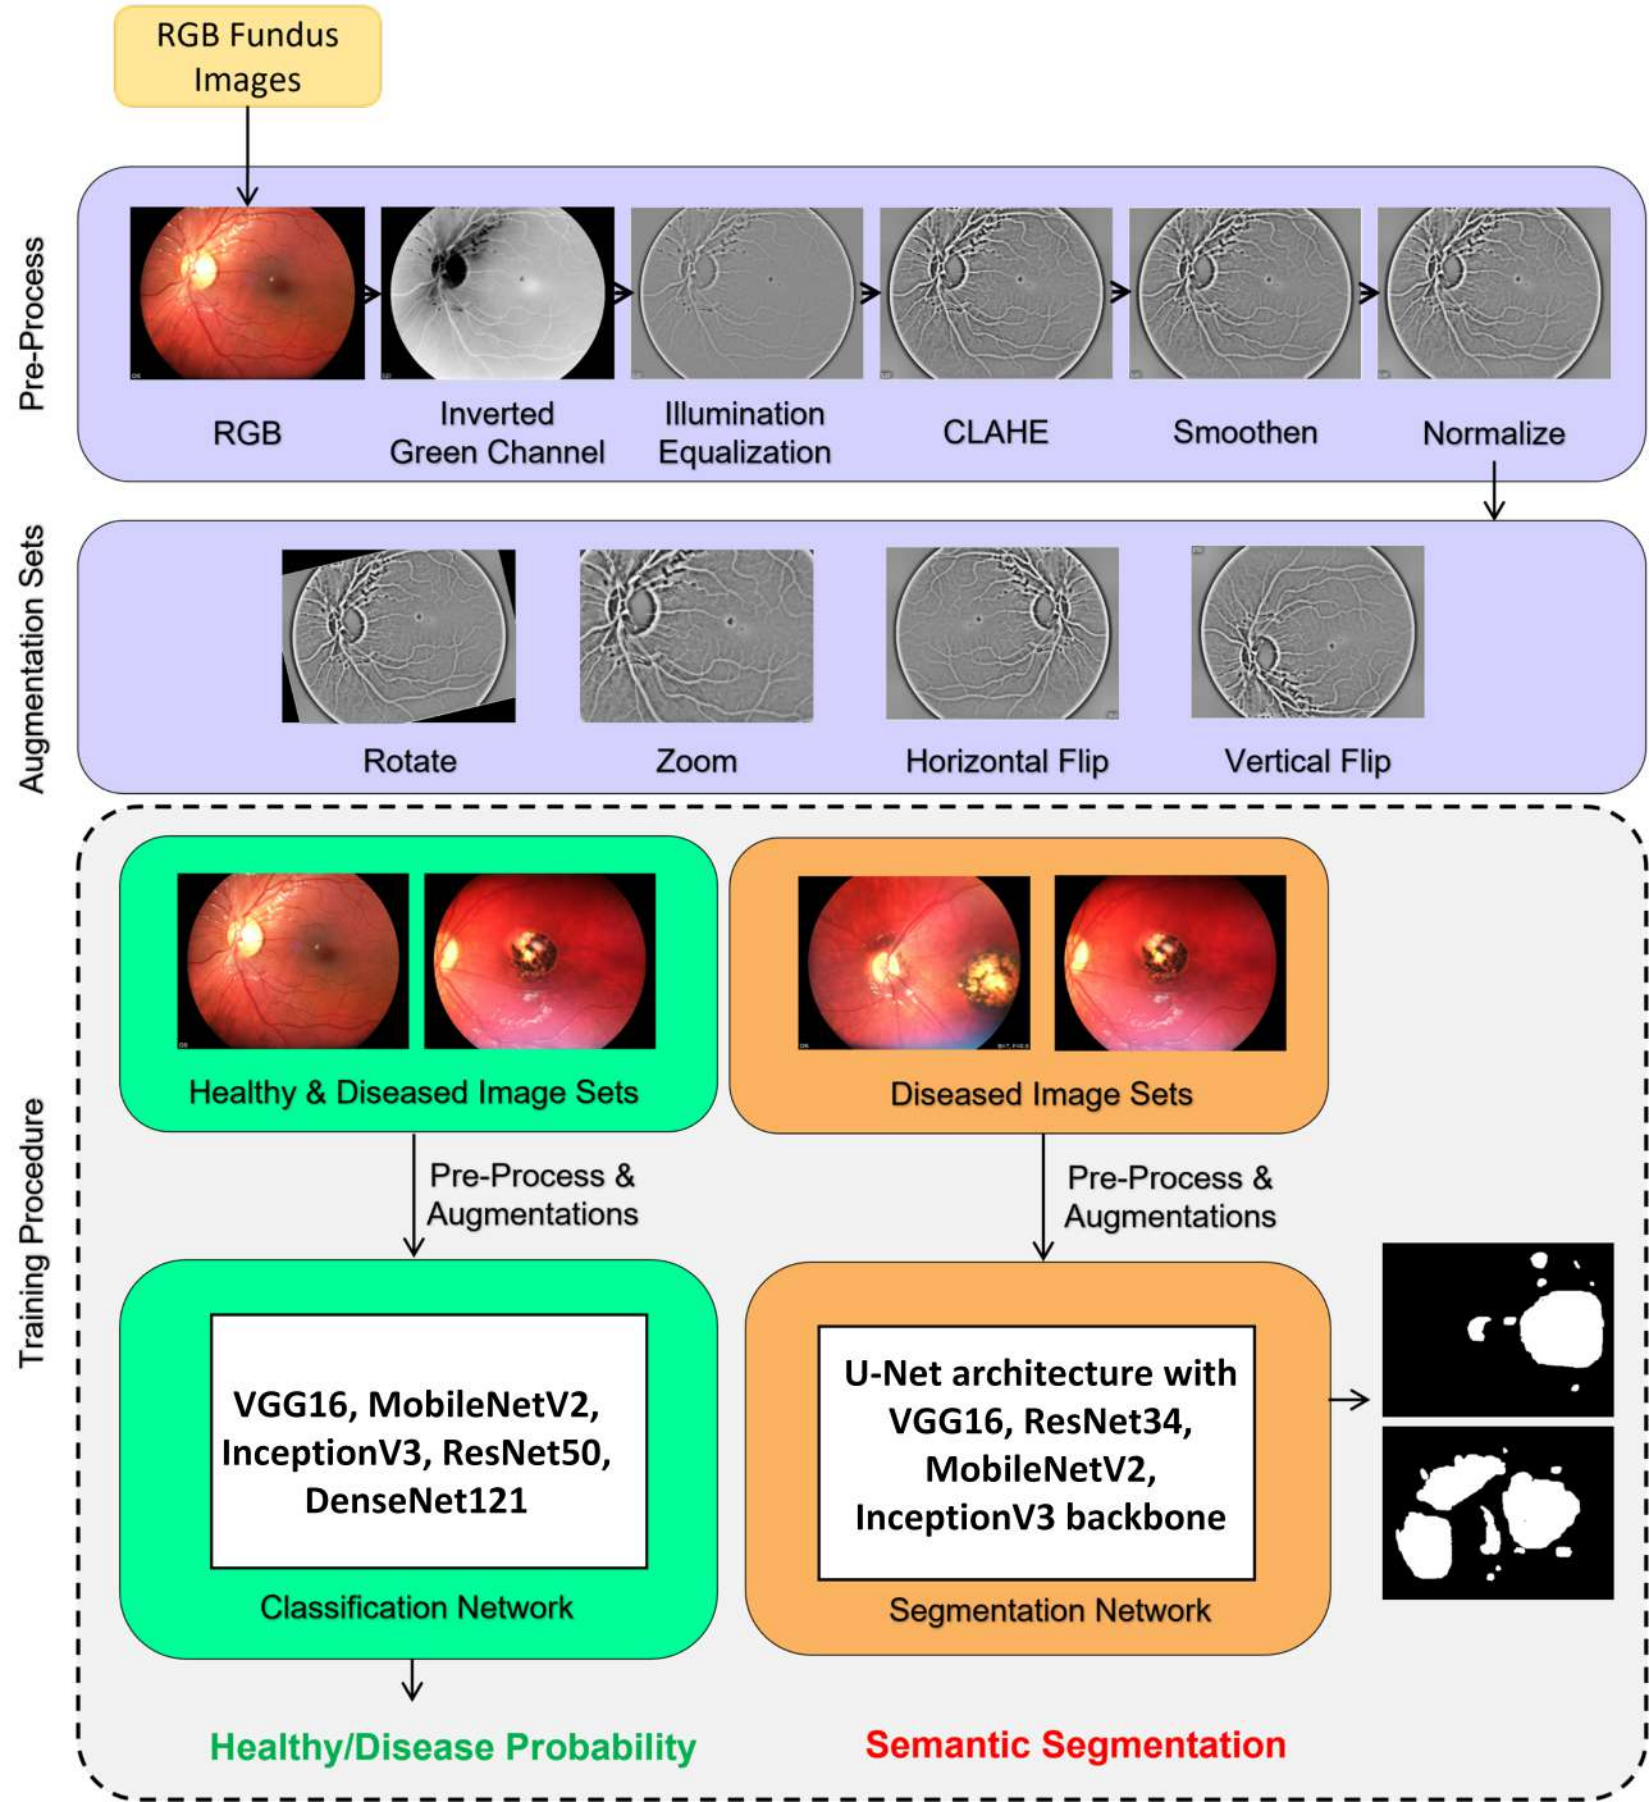 RGB Fundus
Images
Pre-Process
RGB
Inverted
Green Channel
Illumination
Equalization
CLAHE
Smoothen
Normalize
Augmentation Sets
Rotate
Zoom
Horizontal Flip
Vertical Flip
Training Procedure
Healthy & Diseased Image Sets
Diseased Image Sets
Pre-Process &
Augmentations
Pre-Process &
Augmentations
VGG16, MobileNetV2,
InceptionV3, ResNet50,
DenseNet121
Classification Network
U-Net architecture with
VGG16, ResNet34,
MobileNetV2,
InceptionV3 backbone
Segmentation Network
Healthy/Disease Probability
Semantic Segmentation